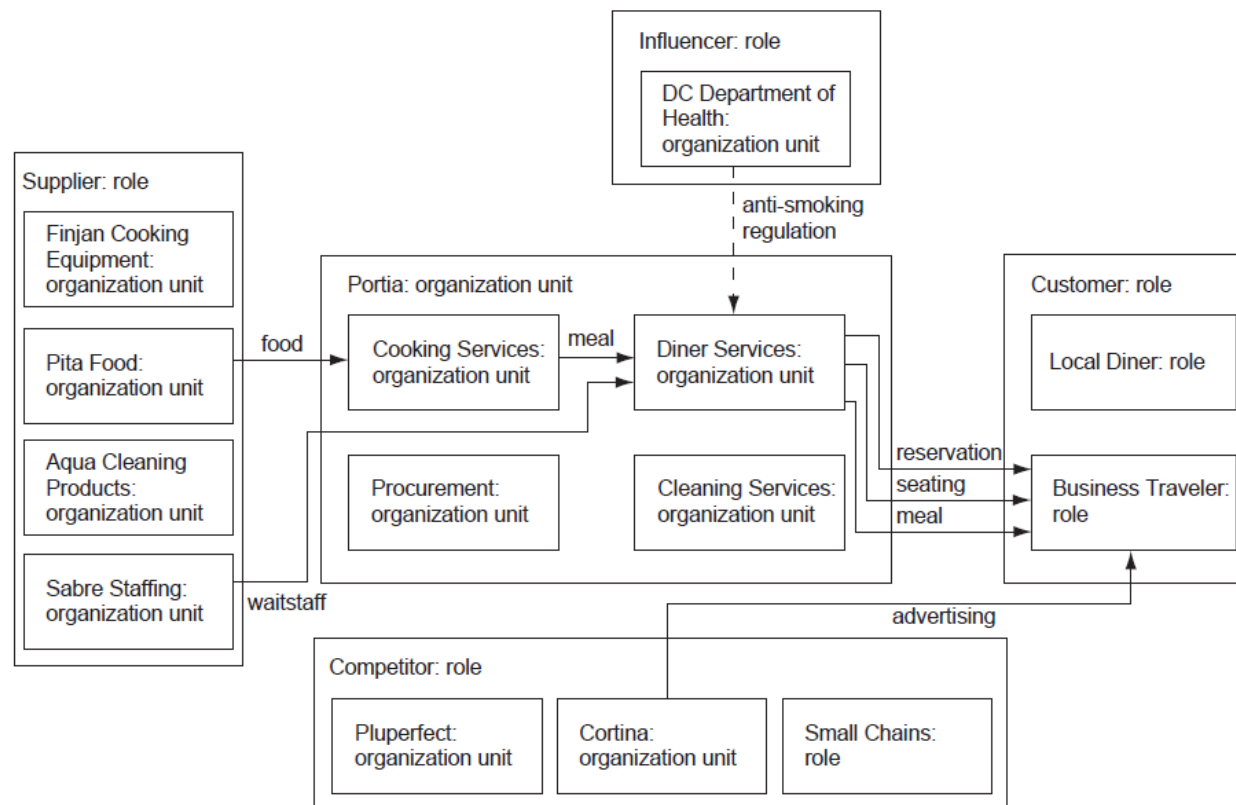 Influencer: role
DC Department of
Health:
organization unit
anti-smoking
regulation
Supplier: role
Finjan Cooking
Equipment:
organization unit
Pita Food:
organization unit
Aqua Cleaning
Products:
organization unit
Sabre Staffing:
organization unit
food
waitstaff
Portia: organization unit
Cooking Services:
organization unit
meal
Diner Services:
organization unit
Procurement:
organization unit
Cleaning Services:
organization unit
reservation
seating
meal
Customer: role
Local Diner: role
Business Traveler:
role
advertising
Competitor: role
Pluperfect:
organization unit
Cortina:
organization unit
Small Chains:
role